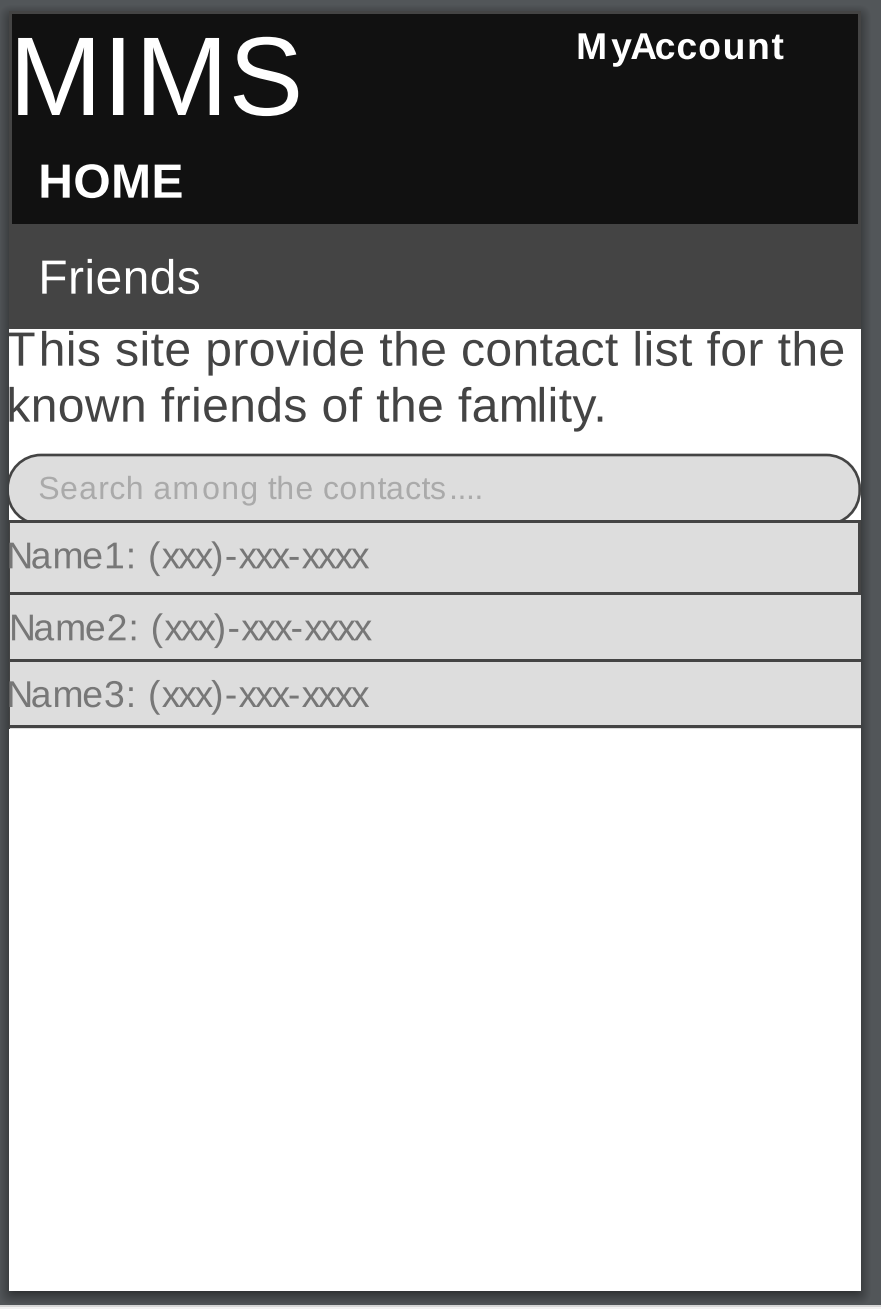 MIMS
MyAccount
HOME
Friends
This site provide the contact list for the
known friends of the famlity.
Search among the contacts....
Name1: (xxx)-xxx-xxxx
Name2: (xxx)-xxx-xxxx
Name3: (xxx)-xxx-xxxx